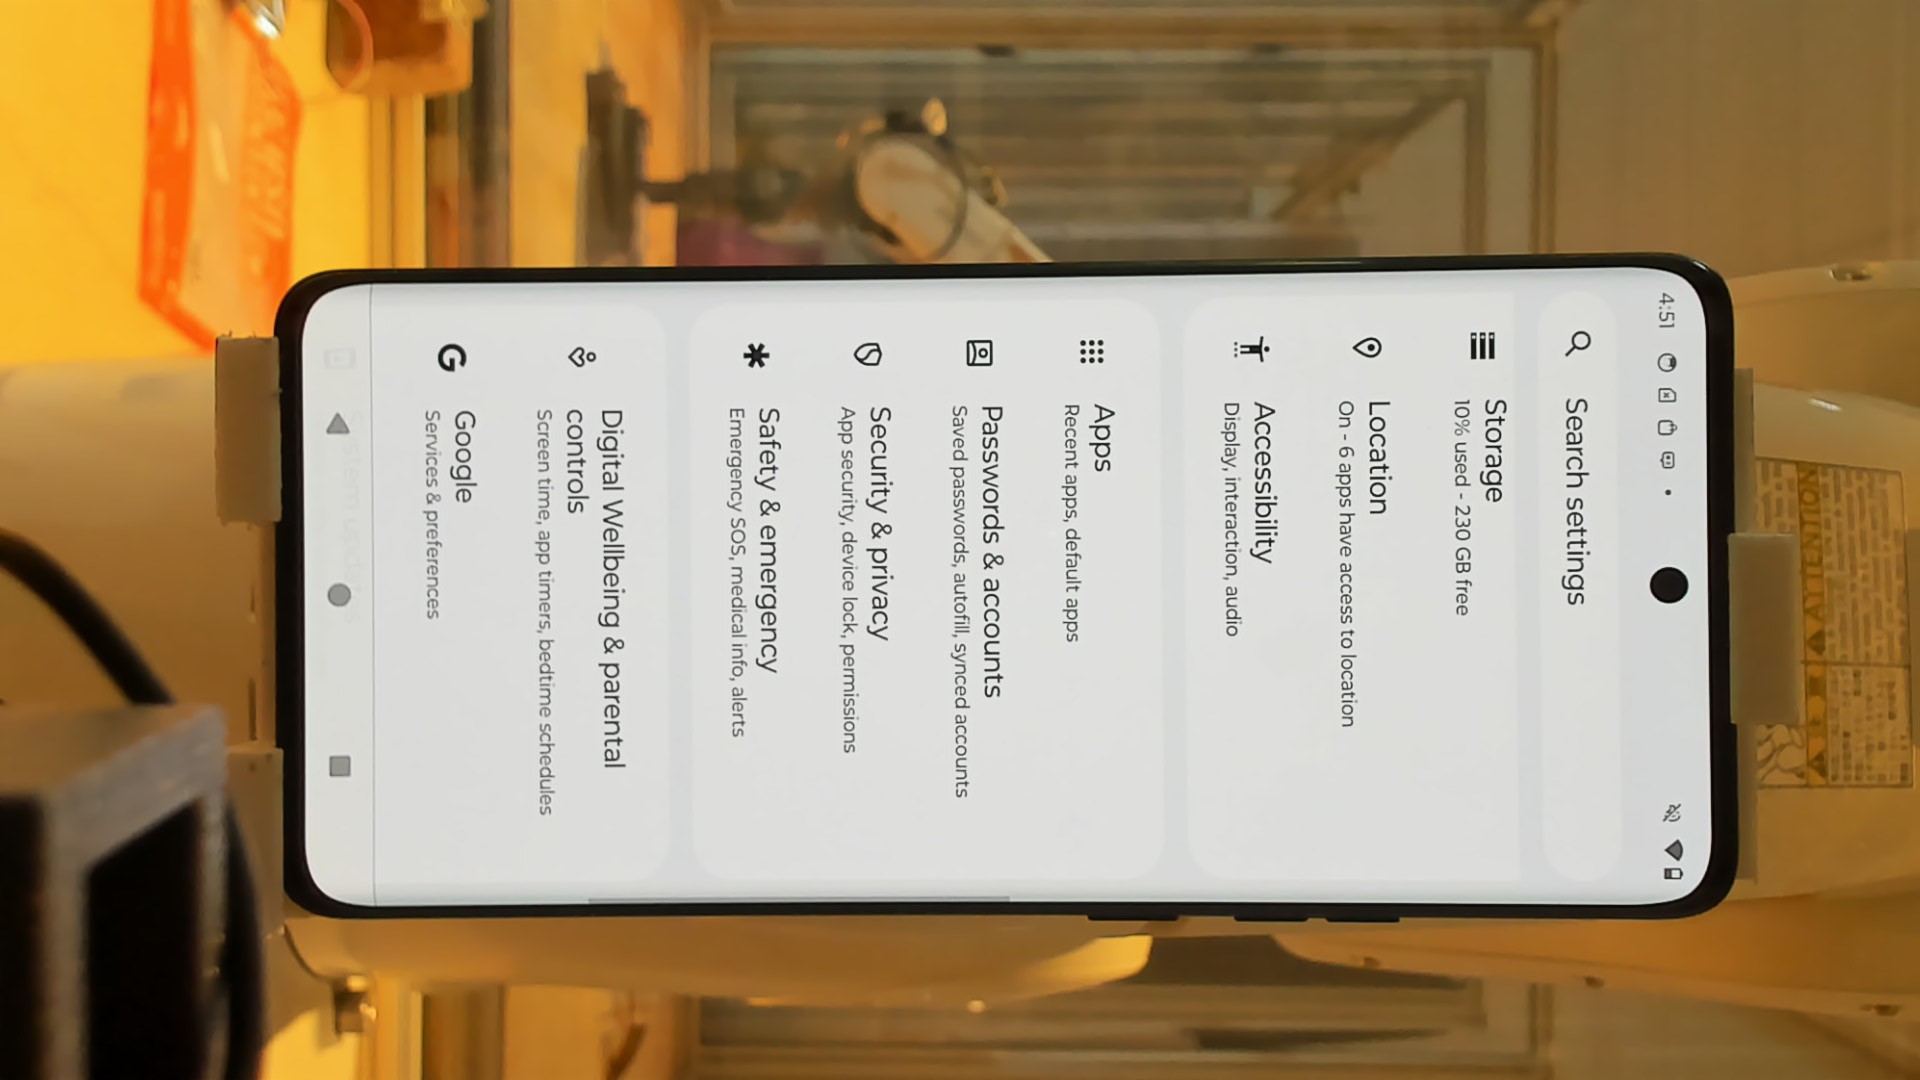 4:51
Search settings
Storage
10% used - 230 GB free
Location
On - 6 apps have access to location
Accessibility
Display, interaction, audio
Apps
Recent apps, default apps
Passwords & accounts
Saved passwords, autofill, synced accounts
Security & privacy
App security, device lock, permissions
Safety & emergency
Emergency SOS, medical info, alerts
Digital Wellbeing & parental
controls
Screen time, app timers, bedtime schedules
Google
Services & preferences
System updates
ATTENTION